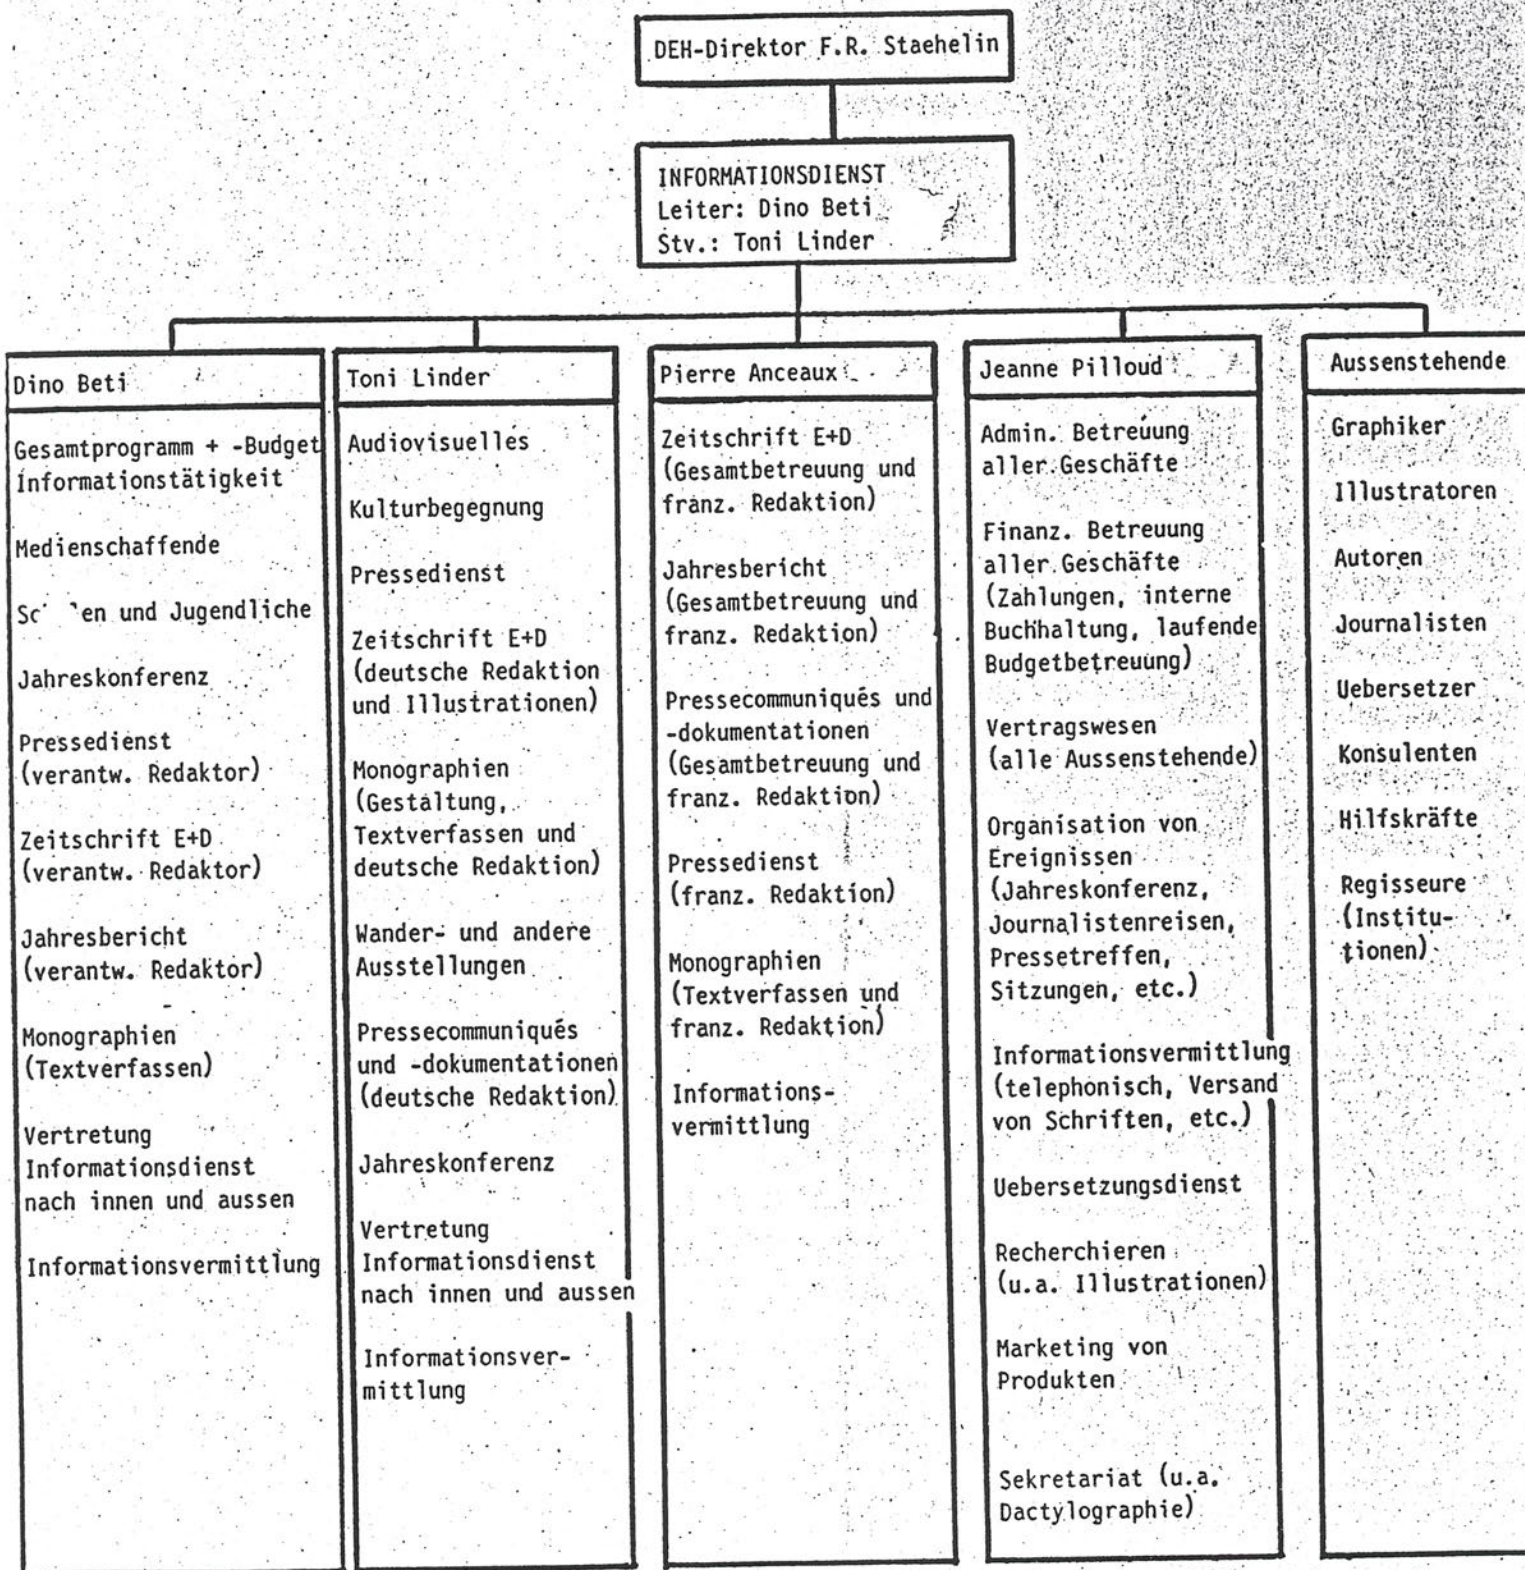 DEH-Direktor F.R. Staehelin
INFORMATIONSDIENST
Leiter: Dino Beti
Stv.: Toni Linder
Dino Beti
Gesamtprogramm + -Budget
Informationstätigkeit
Medienschaffende
und Jugendliche
Jahreskonferenz
Pressedienst
(verantw. Redaktor)
Zeitschrift E+D
(verantw. Redaktor)
Jahresbericht
(verantw. Redaktor)
Monographien
(Textverfassen)
Vertretung
Informationsdienst
nach innen und aussen
Informationsvermittlung
Toni Linder
Audiovisuelles
Kulturbegegnung
Pressedienst
Zeitschrift E+D
(deutsche Redaktion
und Illustrationen)
Monographien
(Gestaltung,
Textverfassen und
deutsche Redaktion)
Wander- und andere
Ausstellungen
Pressecommuniqués
und -dokumentationen
(deutsche Redaktion)
Jahreskonferenz
Vertretung
Informationsdienst
nach innen und aussen
Informationsver-
mittlung
Pierre Anceaux
Zeitschrift E+D
(Gesamtbetreuung und
franz. Redaktion)
Jahresbericht
(Gesamtbetreuung und
franz. Redaktion)
Pressecommuniqués und
-dokumentationen
(Gesamtbetreuung und
franz. Redaktion)
Pressedienst
(franz. Redaktion)
Monographien
(Textverfassen und
franz. Redaktion)
Informations-
vermittlung
Jeanne Pilloud
Admin. Betreuung
aller Geschäfte
Finanz. Betreuung
aller Geschäfte
(Zahlungen, interne
Buchhaltung, laufende
Budgetbetreuung)
Vertragswesen
(alle Aussenstehende)
Organisation von
Ereignissen
(Jahreskonferenz,
Journalistenreisen,
Pressetreffen,
Sitzungen, etc.)
Informationsvermittlung
(telephonisch, Versand
von Schriften, etc.)
Uebersetzungsdienst
Recherchieren
(u.a. Illustrationen)
Marketing von
Produkten
Sekretariat (u.a.
Dactylographie)
Aussenstehende
Graphiker
Illustratoren
Autoren
Journalisten
Uebersetzer
Konsulenten
Hilfskräfte
Regisseure
(Institu-
tionen)